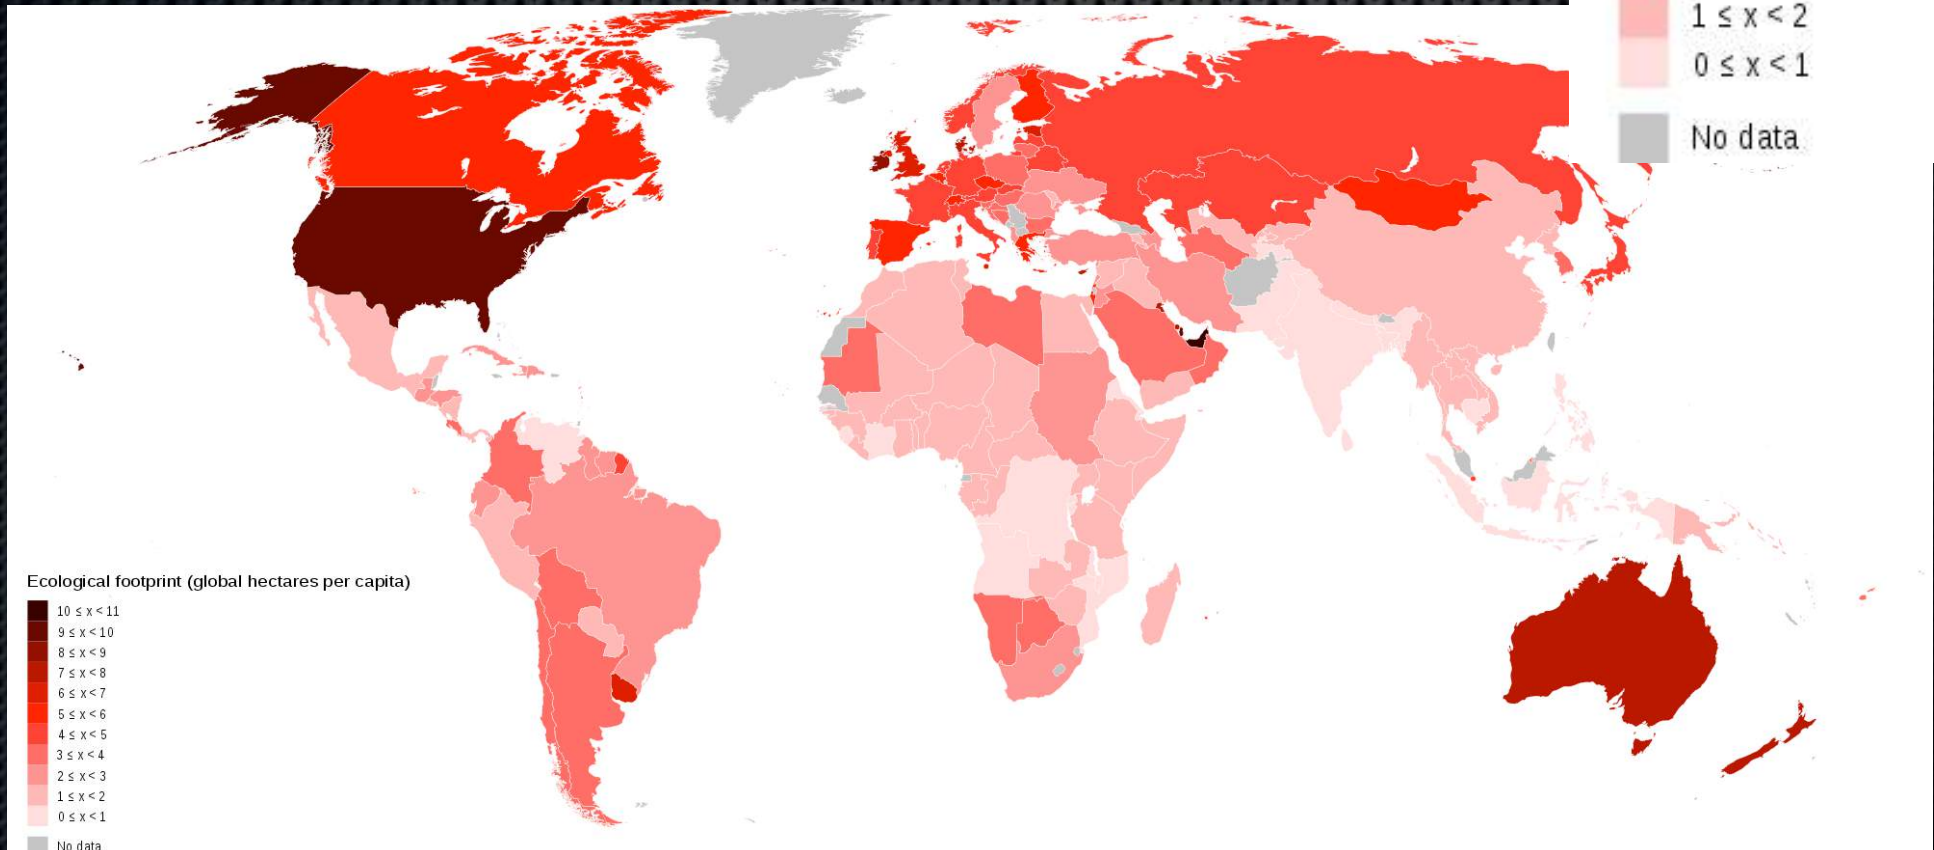 1 ≤ x < 2
0 ≤ x < 1
No data
Ecological footprint (global hectares per capita)
10 ≤ x < 11
9 ≤ x < 10
8 ≤ x < 9
7 ≤ x < 8
6 ≤ x < 7
5 ≤ x < 6
4 ≤ x < 5
3 ≤ x < 4
2 ≤ x < 3
1 ≤ x < 2
0 ≤ x < 1
No data